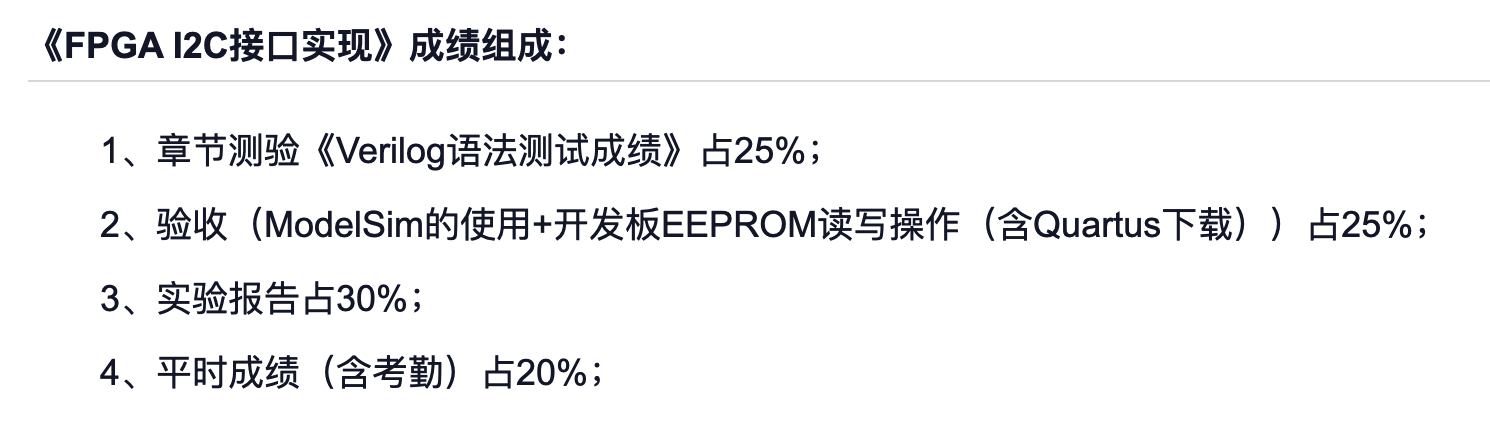 《FPGA I2C接口实现》成绩组成：
1、章节测验《Verilog语法测试成绩》占25%；
2、验收（ModelSim的使用+开发板EEPROM读写操作（含Quartus下载））占25%；
3、实验报告占30%；
4、平时成绩（含考勤）占20%；